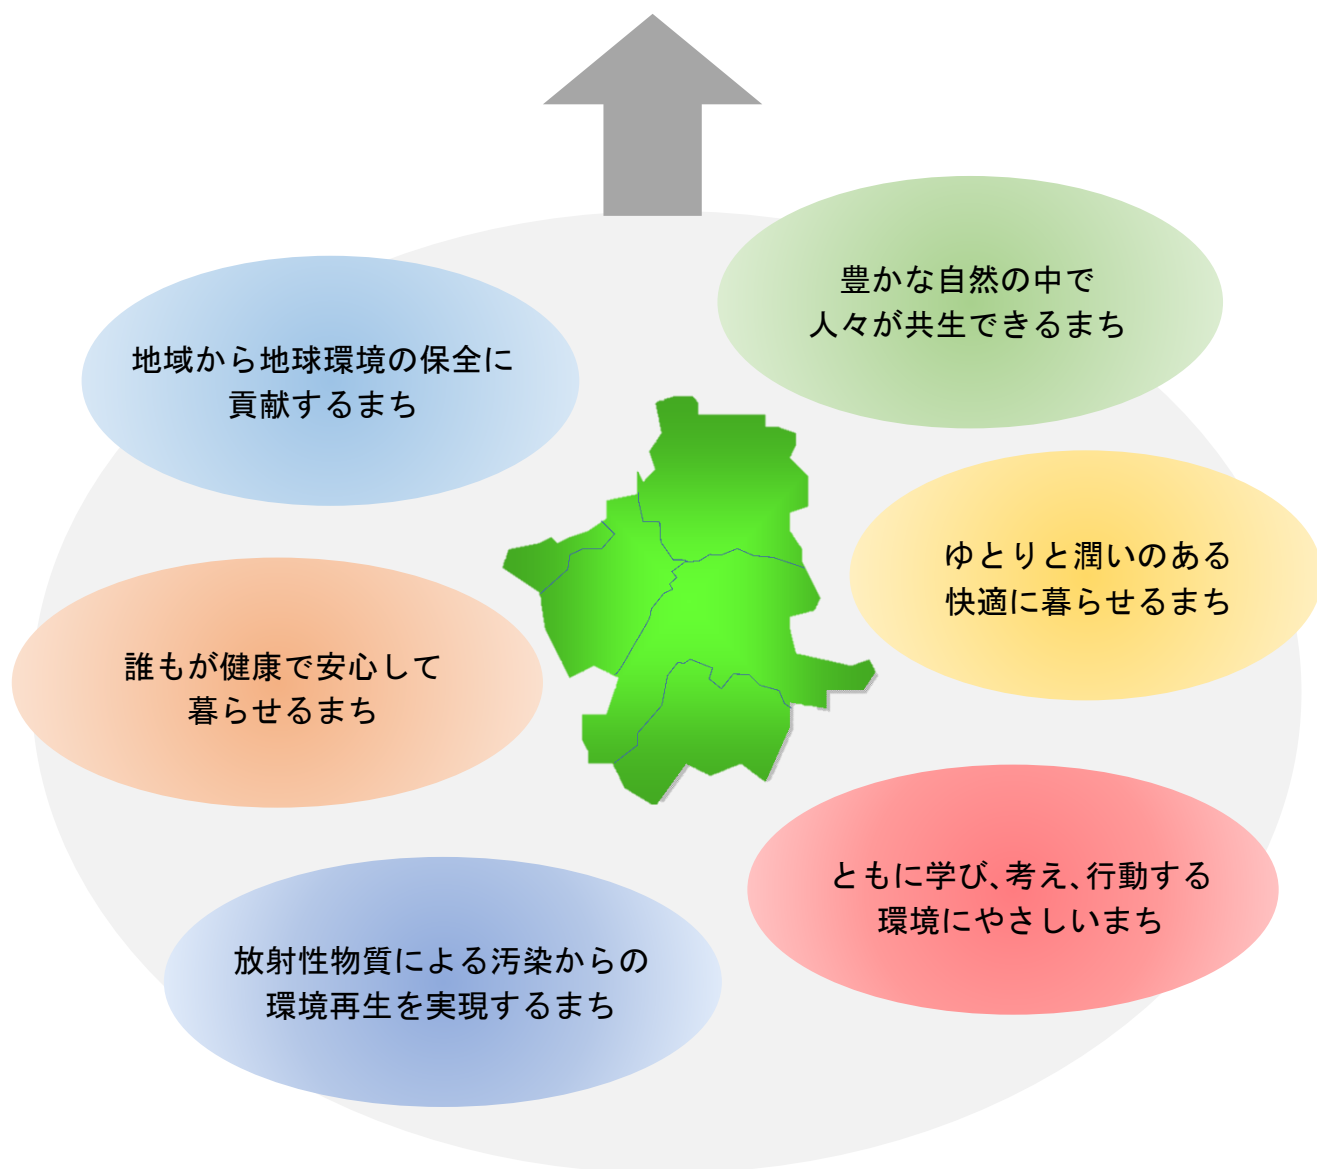 豊かな自然の中で
人々が共生できるまち
地域から地球環境の保全に
貢献するまち
ゆとりと潤いのある
快適に暮らせるまち
誰もが健康で安心して
暮らせるまち
ともに学び、考え、行動する
環境にやさしいまち
放射性物質による汚染からの
環境再生を実現するまち